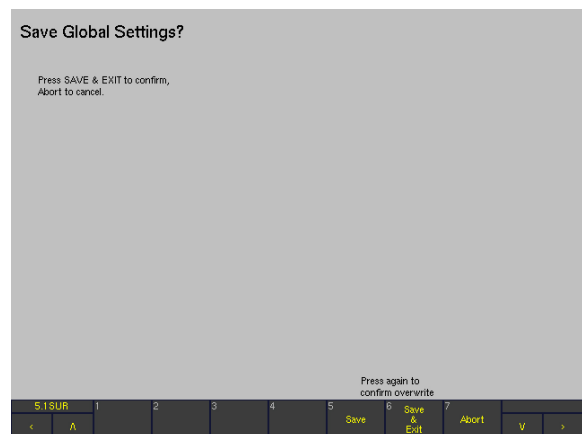 Save Global Settings?
Press SAVE & EXIT to confirm,
Abort to cancel.
Press again to
confirm overwrite
5.1SUR 1 2 3 4 5 6 7
Save
Save
&
Exit
Abort
< Λ V >